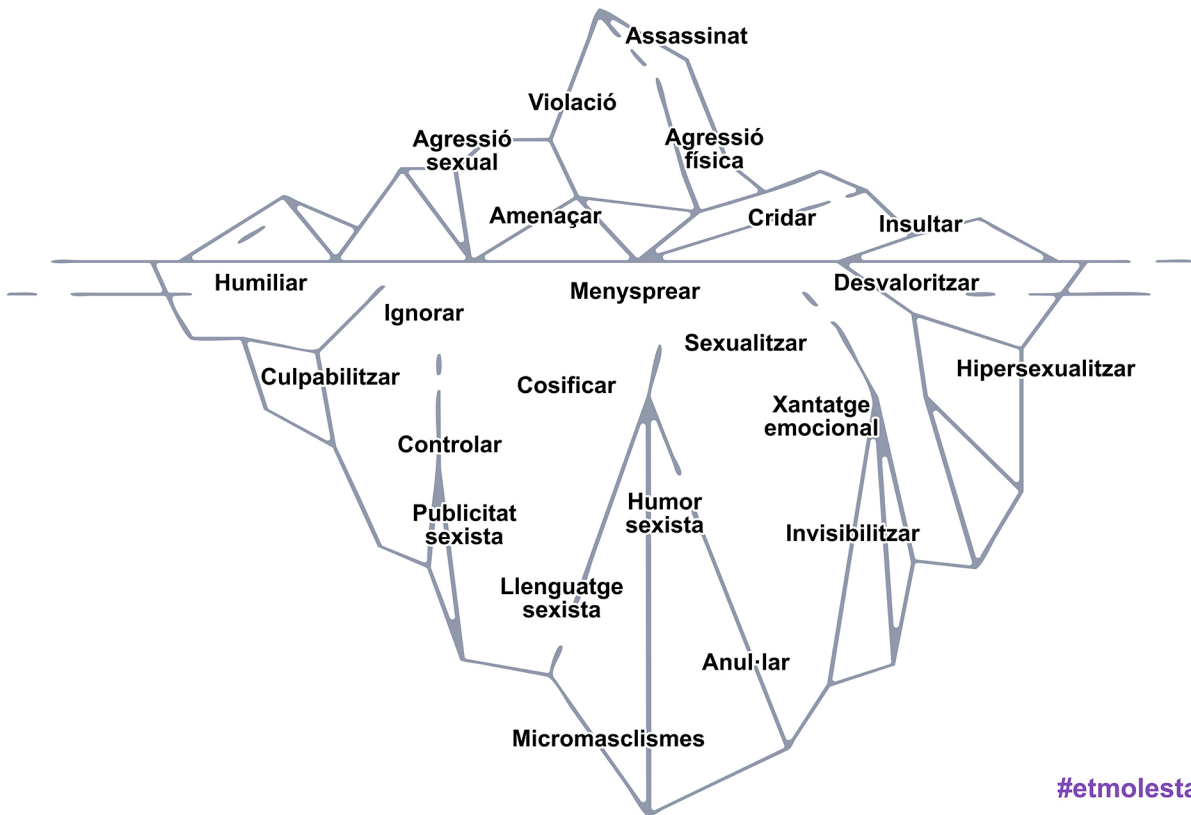 Assassinat
Violació
Agressió
sexual
Agressió
física
Amenaçar
Cridar
Insultar
Humiliar
Menysprear
Desvaloritzar
Ignorar
Sexualitzar
Culpabilitzar
Cosificar
Hipersexualitzar
Xantatge
emocional
Controlar
Publicitat
sexista
Humor
sexista
Invisibilitzar
Llenguatge
sexista
Anul·lar
Micromasclismes
#etmolesta